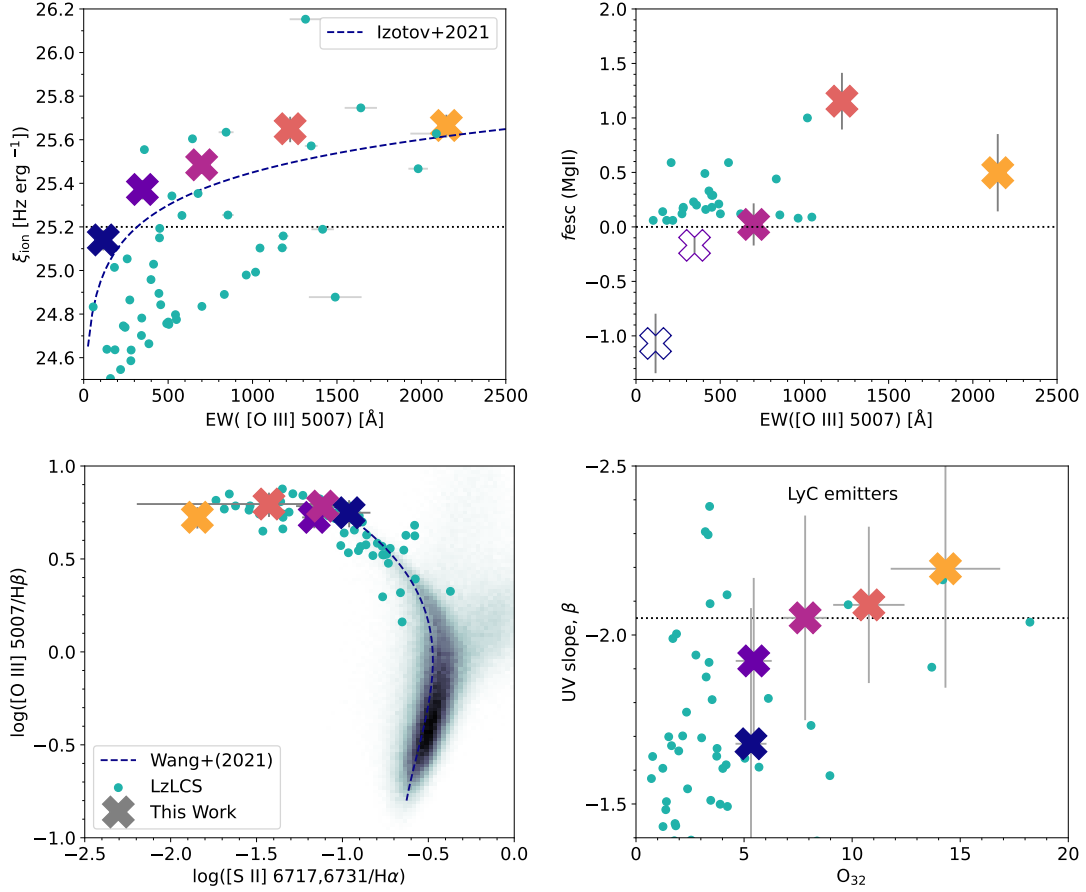 26.2
26.0
25.8
25.6
25.4
25.2
25.0
24.8
24.6
ξion [Hz erg −1])
Izotov+2021
0 500 1000 1500 2000 2500
EW( [O III] 5007) [Å]
2.0
1.5
1.0
0.5
0.0
−0.5
−1.0
fesc (MgII)
0 500 1000 1500 2000 2500
EW([O III] 5007) [Å]
1.0
0.5
0.0
−0.5
−1.0
log([O III] 5007/Hβ)
Wang+(2021)
LzLCS
This Work
−2.5 −2.0 −1.5 −1.0 −0.5 0.0
log([S II] 6717,6731/Hα)
−2.5
−2.0
−1.5
UV slope, β
LyC emitters
0 5 10 15 20
O32